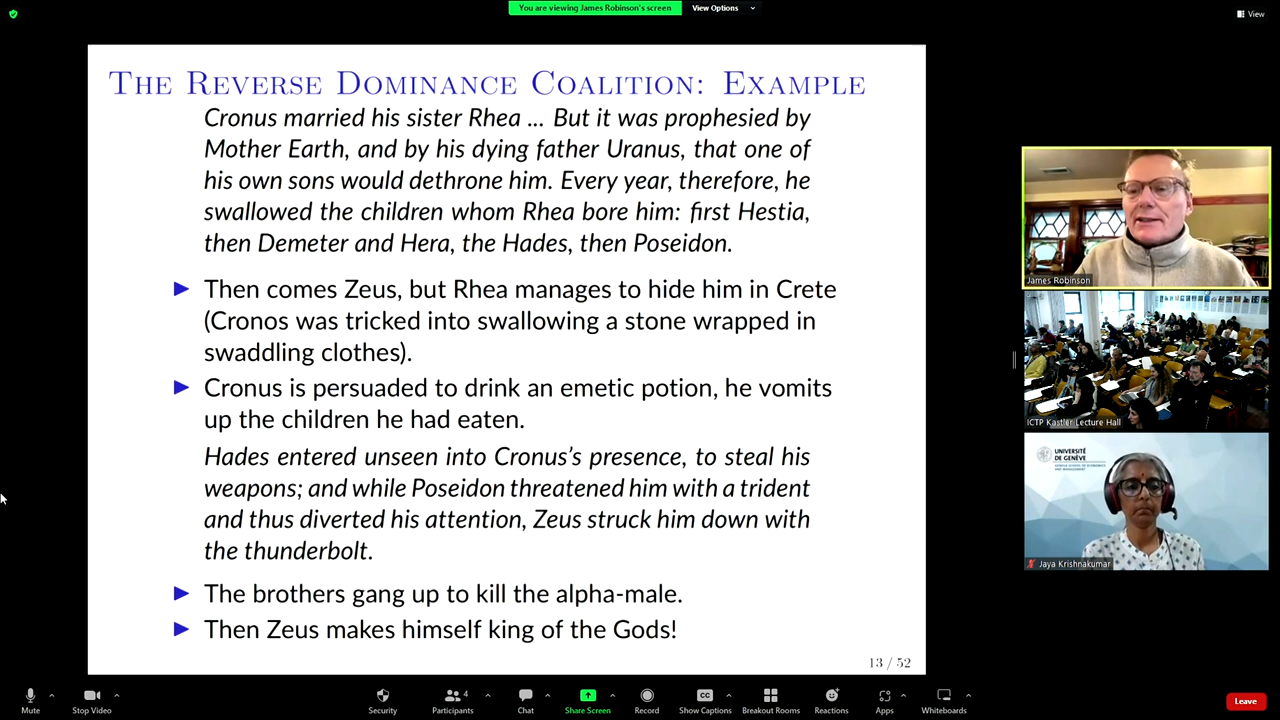 You are viewing James Robinson's screen
View Options
View
THE REVERSE DOMINANCE COALITION: EXAMPLE
Cronus married his sister Rhea ... But it was prophesied by
Mother Earth, and by his dying father Uranus, that one of
his own sons would dethrone him. Every year, therefore, he
swallowed the children whom Rhea bore him: first Hestia,
then Demeter and Hera, the Hades, then Poseidon.
Then comes Zeus, but Rhea manages to hide him in Crete
(Cronos was tricked into swallowing a stone wrapped in
swaddling clothes).
Cronus is persuaded to drink an emetic potion, he vomits
up the children he had eaten.
Hades entered unseen into Cronus's presence, to steal his
weapons; and while Poseidon threatened him with a trident
and thus diverted his attention, Zeus struck him down with
the thunderbolt.
The brothers gang up to kill the alpha-male.
Then Zeus makes himself king of the Gods!
13 / 52
James Robinson
ICTP Kastler Lecture Hall
UNIVERSITÉ
DE GENÈVE
Jaya Krishnakumar
Mute
Stop Video
Security
Participants
4
Chat
Share Screen
Record
CC
Show Captions
Breakout Rooms
Reactions
Apps
Whiteboards
Leave